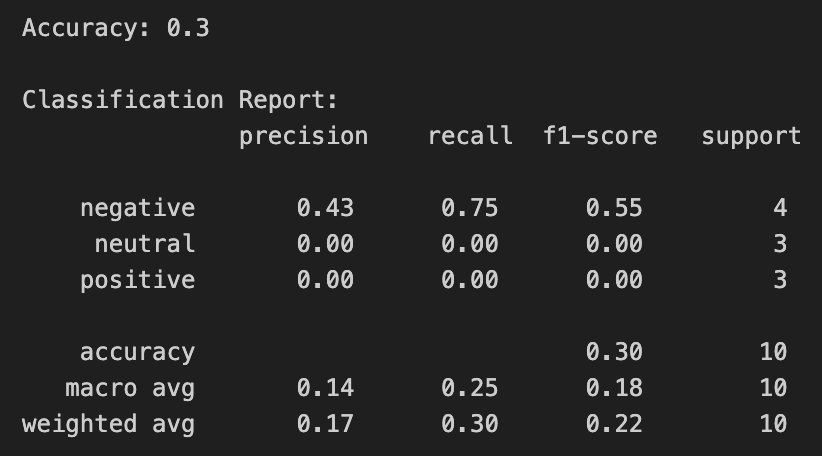 Accuracy: 0.3
Classification Report:
precision recall f1-score support
negative 0.43 0.75 0.55 4
neutral 0.00 0.00 0.00 3
positive 0.00 0.00 0.00 3
accuracy 0.30 10
macro avg 0.14 0.25 0.18 10
weighted avg 0.17 0.30 0.22 10